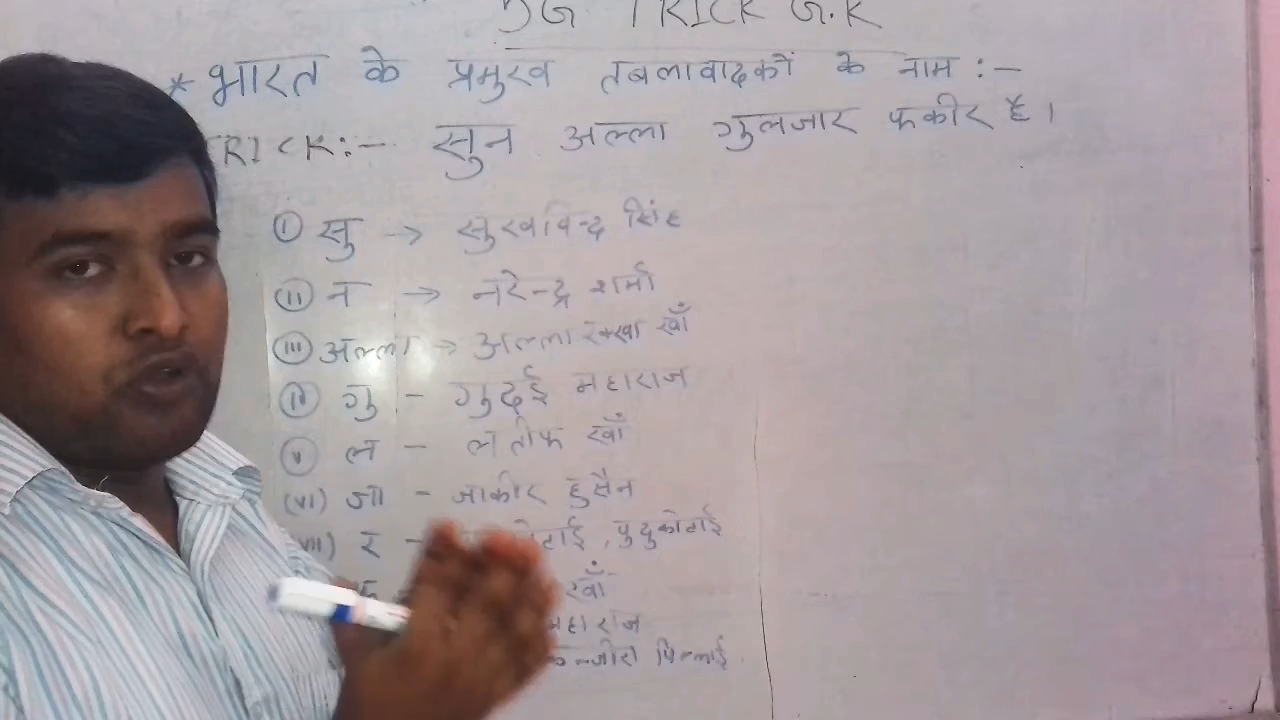 TRICK G.K
* भारत के प्रमुख तबलावादकों के नाम :-
TRICK:- सुन अल्ला गुलजार फकीर है।
(i) सु → सुखविन्द्र सिंह
(ii) न → नरेन्द्र शर्मा
(iii) अल्ला → अल्लारक्खा खाँ
(iv) गु - गुदई महाराज
(v) ल - लतीफ खाँ
(vi) जा - जाकीर हुसैन
(vii) र - पुदुकोटाई
खाँ
महाराज
पिल्लाई